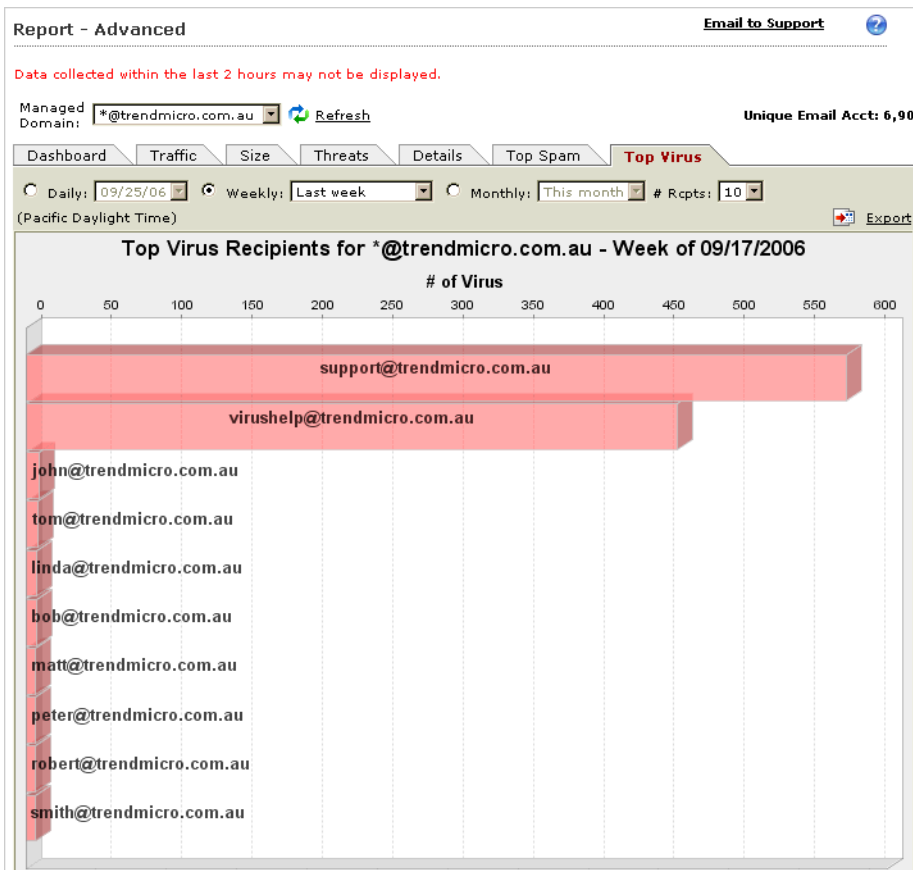 Report - Advanced
Email to Support
?
Data collected within the last 2 hours may not be displayed.
Managed Domain: *@trendmicro.com.au Refresh
Unique Email Acct: 6,90
Dashboard Traffic Size Threats Details Top Spam Top Virus
Daily: 09/25/06 Weekly: Last week Monthly: This month # Rcpts: 10
(Pacific Daylight Time)
Export
Top Virus Recipients for *@trendmicro.com.au - Week of 09/17/2006
# of Virus
0 50 100 150 200 250 300 350 400 450 500 550 600
support@trendmicro.com.au
virushelp@trendmicro.com.au
john@trendmicro.com.au
tom@trendmicro.com.au
linda@trendmicro.com.au
bob@trendmicro.com.au
matt@trendmicro.com.au
peter@trendmicro.com.au
robert@trendmicro.com.au
smith@trendmicro.com.au